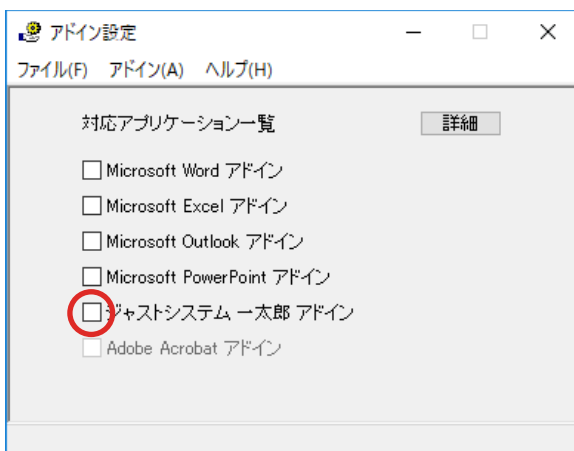 アドイン設定
ファイル(F) アドイン(A) ヘルプ(H)
対応アプリケーション一覧 詳細
Microsoft Word アドイン
Microsoft Excel アドイン
Microsoft Outlook アドイン
Microsoft PowerPoint アドイン
ジャストシステム 一太郎 アドイン
Adobe Acrobat アドイン